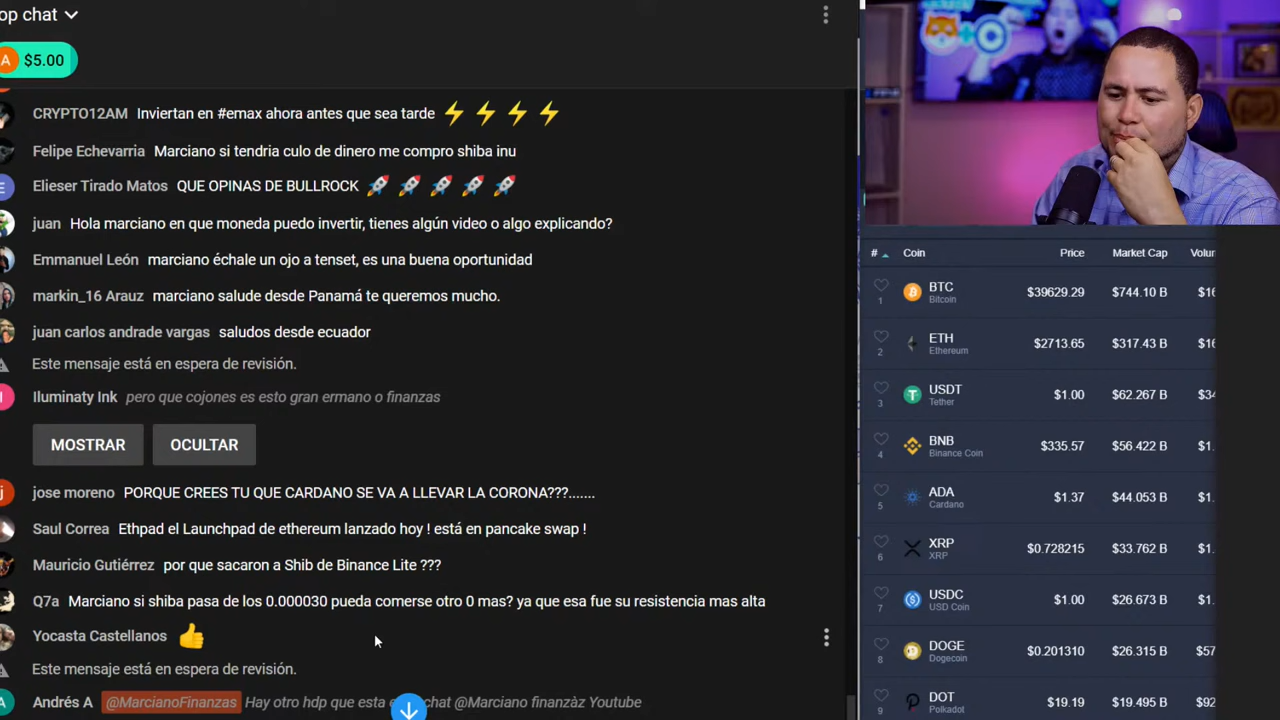 op chat
A $5.00
CRYPTO12AM Inviertan en #emax ahora antes que sea tarde ⚡ ⚡ ⚡ ⚡
Felipe Echevarria Marciano si tendria culo de dinero me compro shiba inu
E Elieser Tirado Matos QUE OPINAS DE BULLROCK 🚀 🚀 🚀 🚀 🚀
juan Hola marciano en que moneda puedo invertir, tienes algún video o algo explicando?
Emmanuel León marciano échale un ojo a tenset, es una buena oportunidad
markin_16 Arauz marciano salude desde Panamá te queremos mucho.
juan carlos andrade vargas saludos desde ecuador
Este mensaje está en espera de revisión.
I Iluminaty Ink pero que cojones es esto gran ermano o finanzas
MOSTRAR OCULTAR
j jose moreno PORQUE CREES TU QUE CARDANO SE VA A LLEVAR LA CORONA???.......
Saul Correa Ethpad el Launchpad de ethereum lanzado hoy ! está en pancake swap !
Mauricio Gutiérrez por que sacaron a Shib de Binance Lite ???
Q7a Marciano si shiba pasa de los 0.000030 pueda comerse otro 0 mas? ya que esa fue su resistencia mas alta
Yocasta Castellanos 👍
Este mensaje está en espera de revisión.
A Andrés A @MarcianoFinanzas Hay otro hdp que esta chat @Marciano finanzàz Youtube
# Coin Price Market Cap Volu
1 BTC Bitcoin $39629.29 $744.10 B $16
2 ETH Ethereum $2713.65 $317.43 B $16
3 USDT Tether $1.00 $62.267 B $34
4 BNB Binance Coin $335.57 $56.422 B $1.
5 ADA Cardano $1.37 $44.053 B $1.
6 XRP XRP $0.728215 $33.762 B $1.
7 USDC USD Coin $1.00 $26.673 B $1.
8 DOGE Dogecoin $0.201310 $26.315 B $57
9 DOT Polkadot $19.19 $19.495 B $92